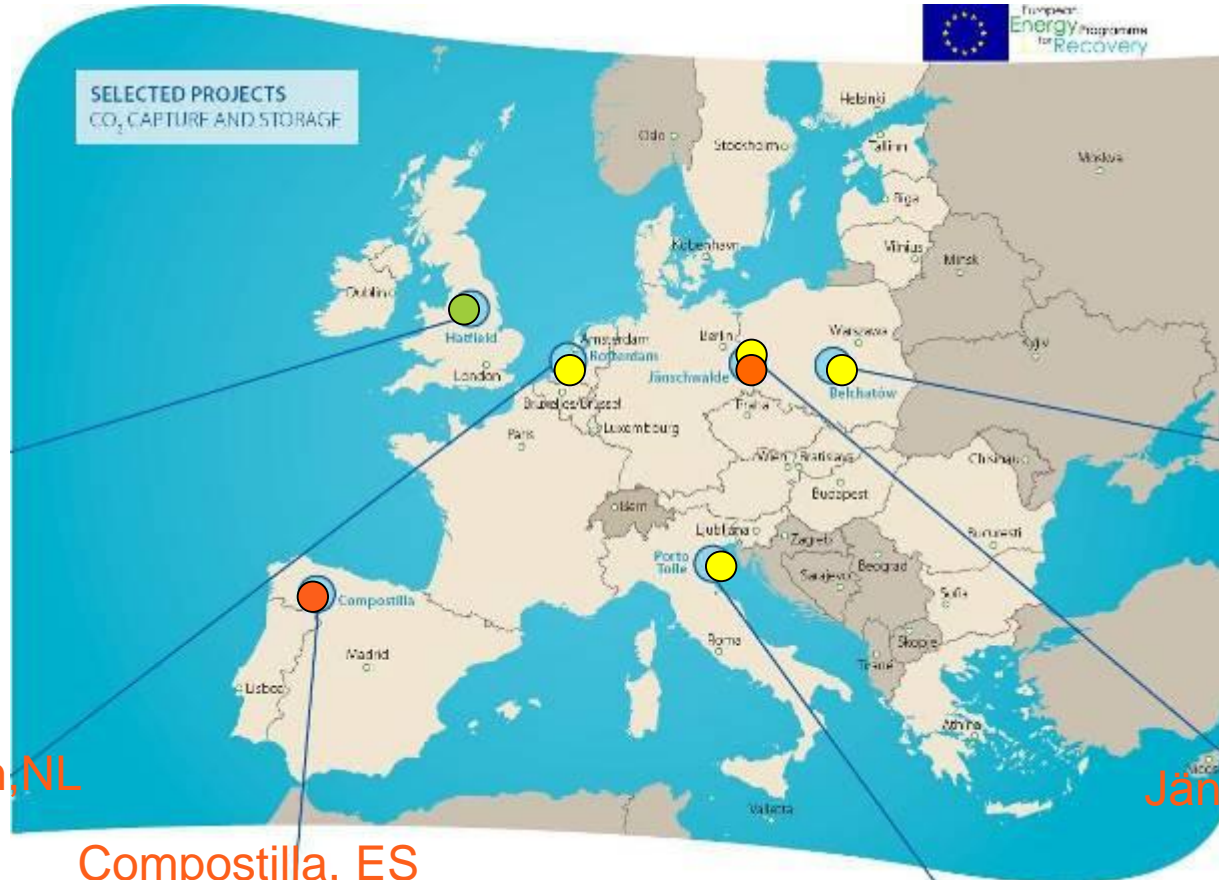 European
Energy Programme
for Recovery
SELECTED PROJECTS
CO₂ CAPTURE AND STORAGE
Helsinki
Oslo
Stockholm
Tallinn
Moskva
Riga
København
Vilnius
Minsk
Dublin
Hatfield
Amsterdam
Rotterdam
Berlin
Warszawa
London
Jänschwalde
Bełchatów
Kyiv
Bruxelles/Brussel
Praha
Luxembourg
Paris
Wien
Bratislava
Chisinau
Budapest
Bern
Ljubljana
Zagreb
Bucuresti
Porto
Tolle
Sarajevo
Beograd
Sofia
Compostilla
Roma
Skopje
Madrid
Tiranë
Lisboa
Athina
,NL
Jän
Valletta
Compostilla, ES